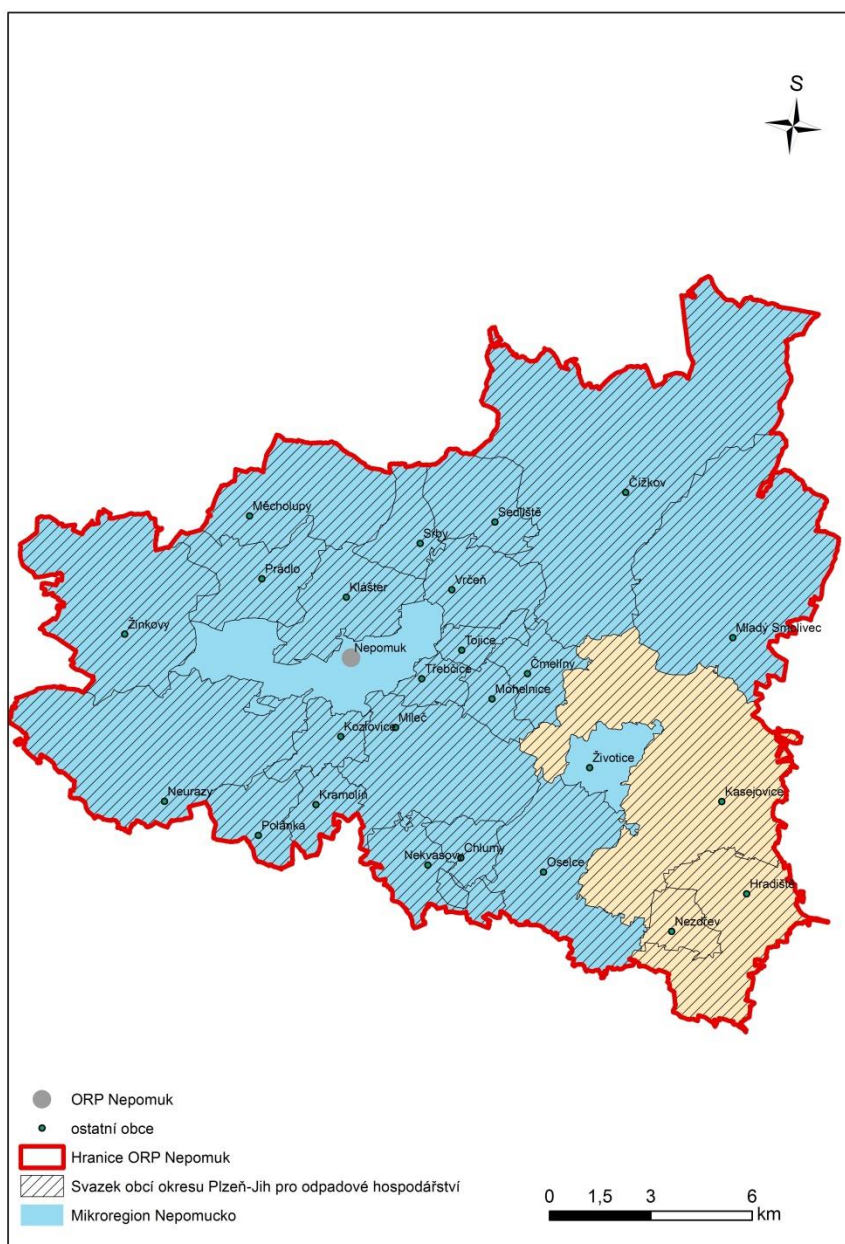 S
Čížkov
Měcholupy
Sedliště
Srby
Prádlo
Klášter
Vrčeň
Žinkovy
Mladý Smolivec
Nepomuk
Tojice
Třebčice
Čmelíny
Mohelnice
Kozlovice
Mileč
Životice
Neurazy
Kramolín
Kasejovice
Polánka
Nekvasovy
Chlumy
Oselce
Hradiště
Nezdřev
ORP Nepomuk
ostatní obce
Hranice ORP Nepomuk
Svazek obcí okresu Plzeň-Jih pro odpadové hospodářství
Mikroregion Nepomucko
0 1,5 3 6
km